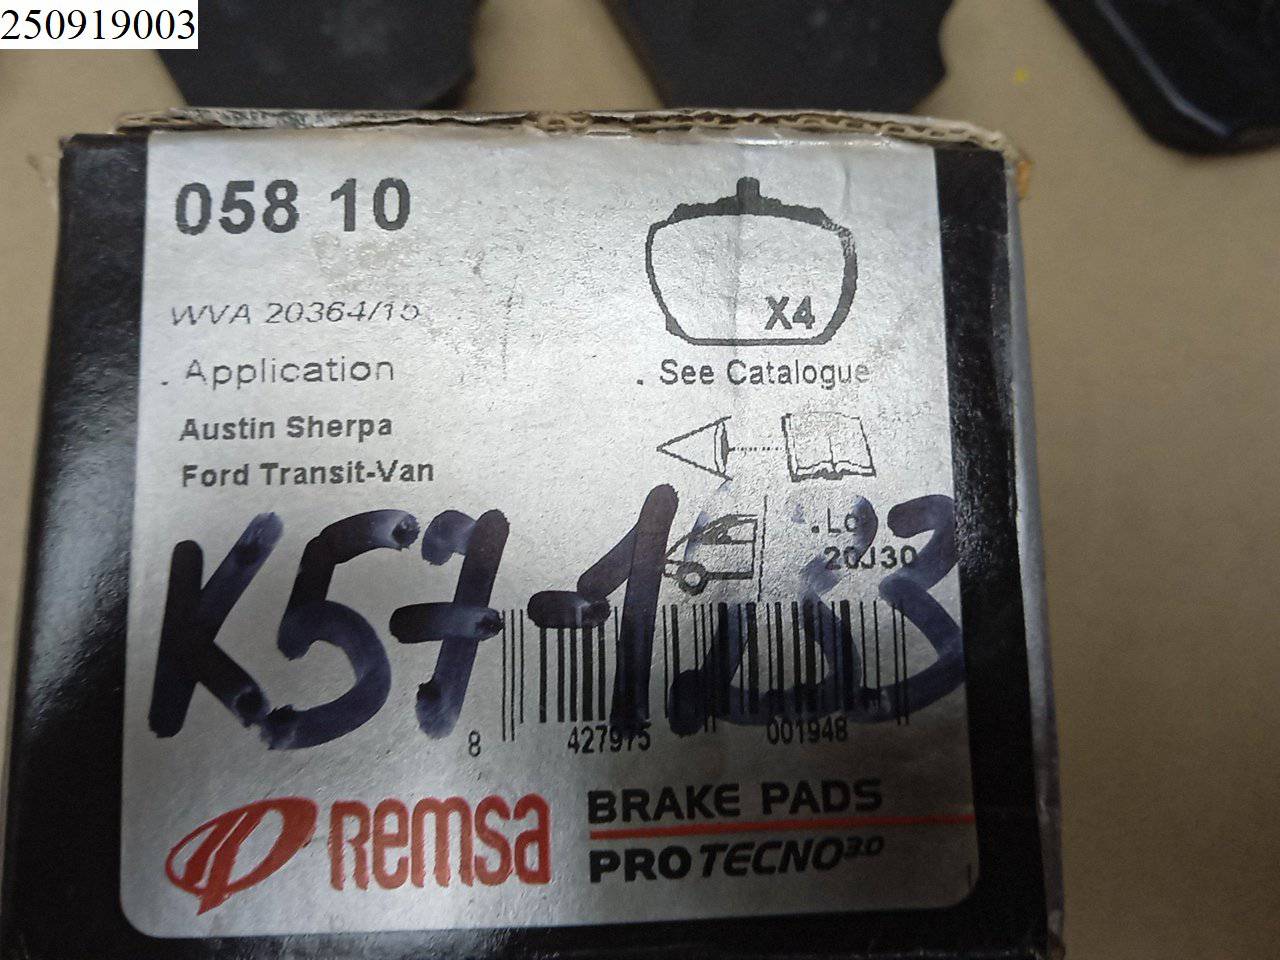 250919003
058 10
X4
WVA 20364/15
. Application
. See Catalogue
Austin Sherpa
Ford Transit-Van
20J30
K57-1.33
8 427975 001948
REMSA
BRAKE PADS
PROTECNO3.0